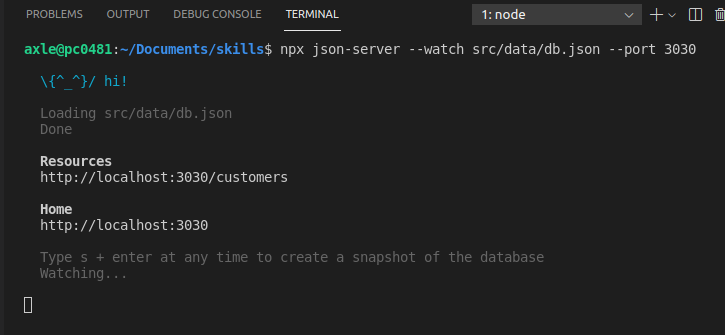 PROBLEMS OUTPUT DEBUG CONSOLE TERMINAL 1: node
axle@pc0481:~/Documents/skills$ npx json-server --watch src/data/db.json --port 3030
\{^_^}/ hi!
Loading src/data/db.json
Done
Resources
http://localhost:3030/customers
Home
http://localhost:3030
Type s + enter at any time to create a snapshot of the database
Watching...